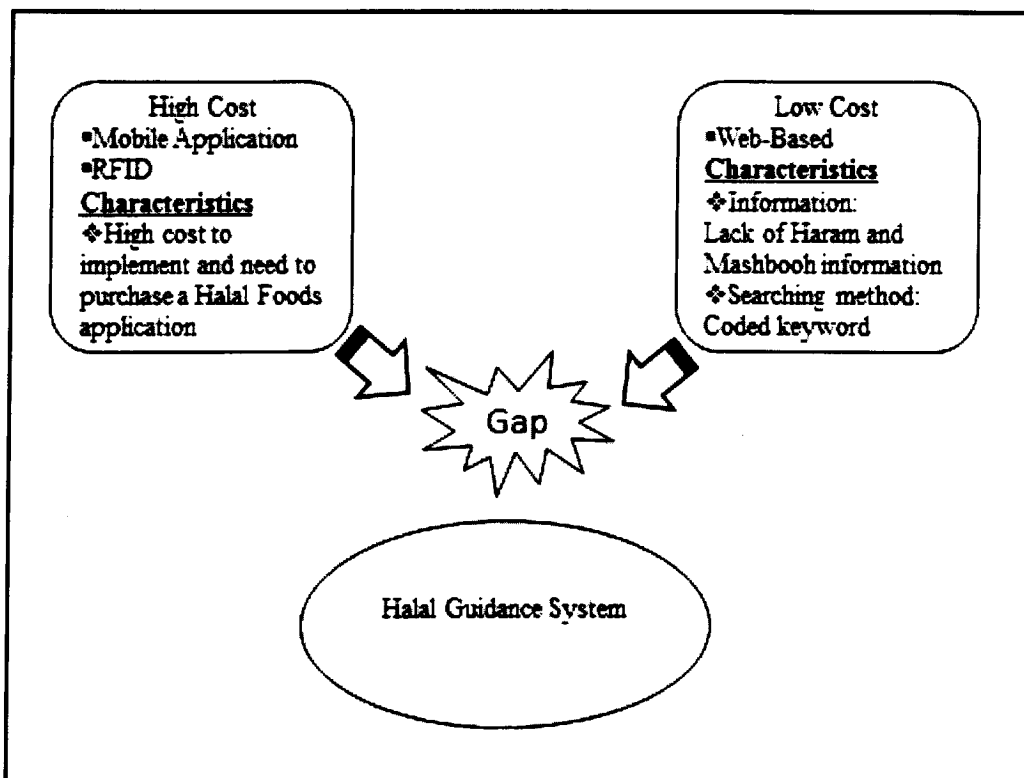 High Cost
▪Mobile Application
▪RFID
Characteristics
❖High cost to
implement and need to
purchase a Halal Foods
application
Low Cost
▪Web-Based
Characteristics
❖Information:
Lack of Haram and
Mashbooh information
❖Searching method:
Coded keyword
Gap
Halal Guidance System